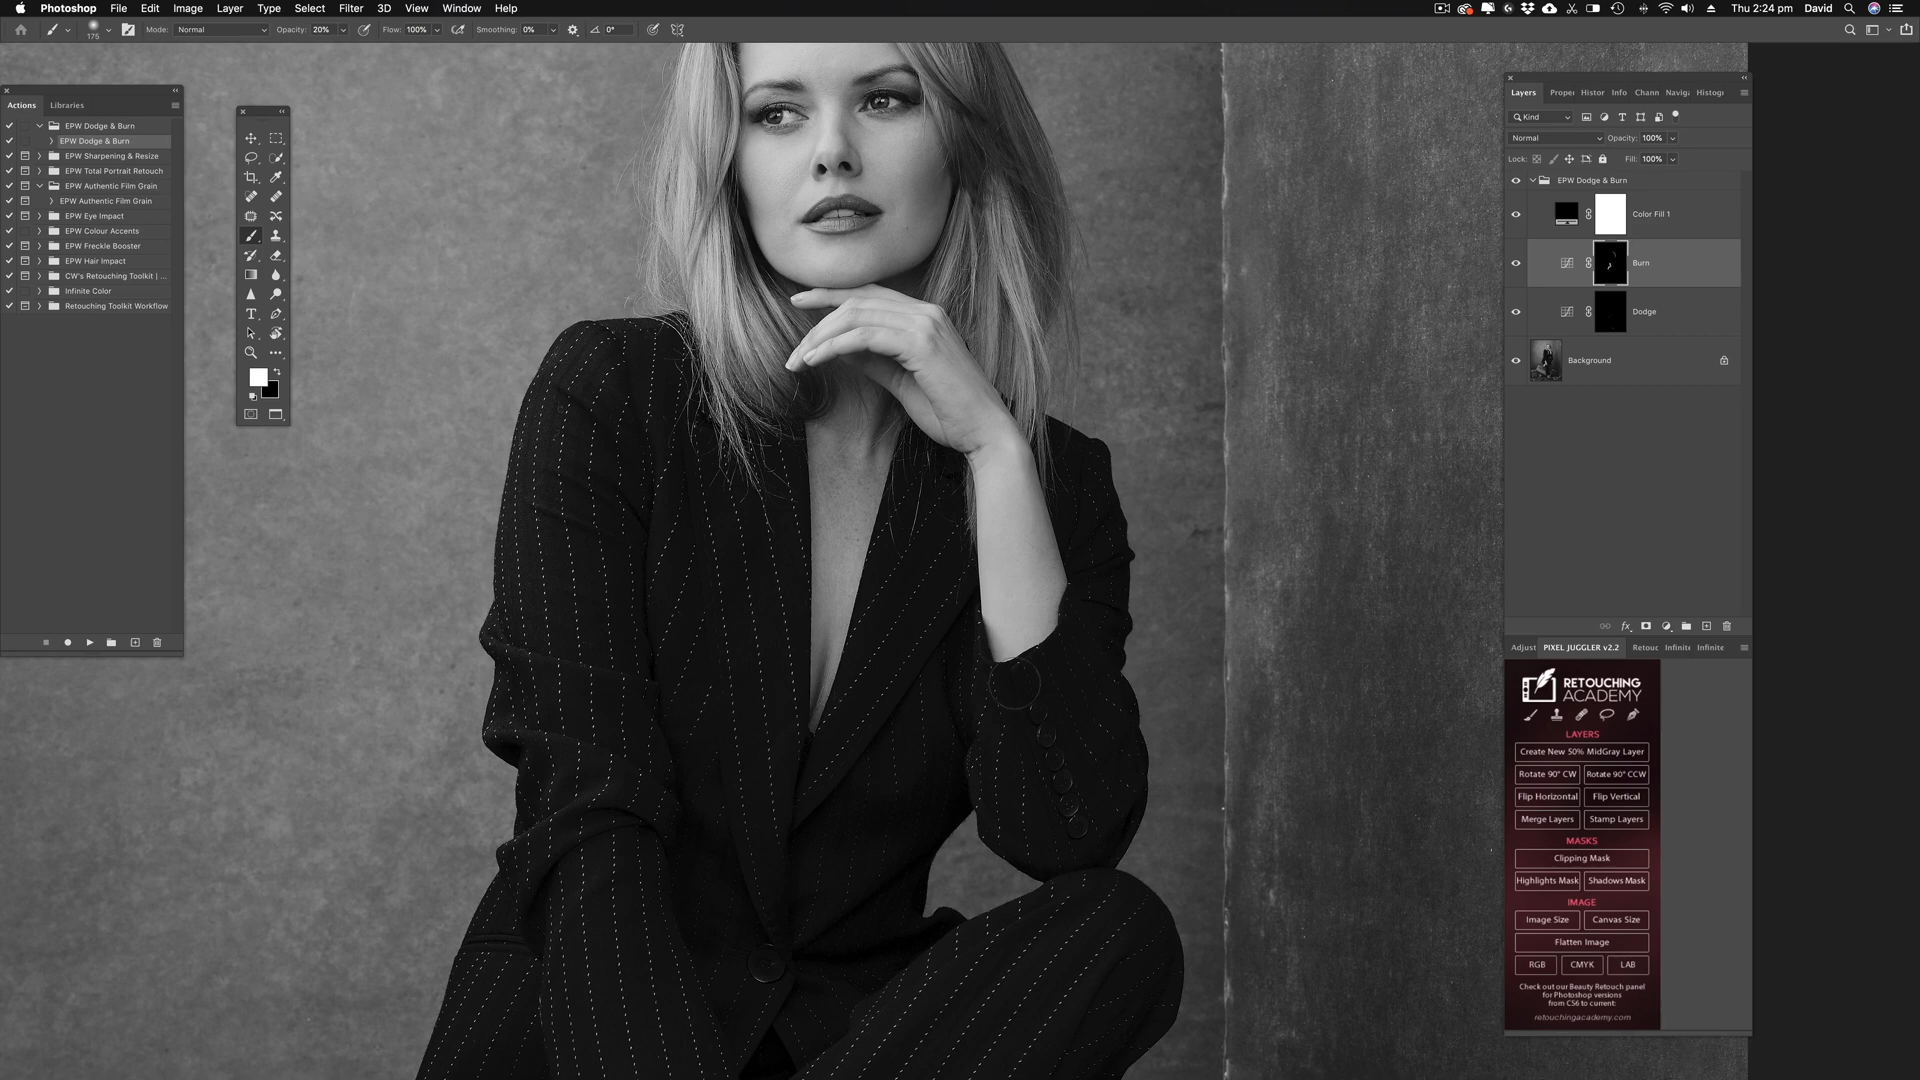 Photoshop File Edit Image Layer Type Select Filter 3D View Window Help Thu 2:24 pm David
175 Mode: Normal Opacity: 20% Flow: 100% Smoothing: 0% 0°
Actions Libraries
EPW Dodge & Burn
EPW Dodge & Burn
EPW Sharpening & Resize
EPW Total Portrait Retouch
EPW Authentic Film Grain
EPW Authentic Film Grain
EPW Eye Impact
EPW Colour Accents
EPW Freckle Booster
EPW Hair Impact
CW's Retouching Toolkit | ...
Infinite Color
Retouching Toolkit Workflow
Layers Proper Histor Info Chann Naviga Histogr
Kind
Normal Opacity: 100%
Lock: Fill: 100%
EPW Dodge & Burn
Color Fill 1
Burn
Dodge
Background
Adjust PIXEL JUGGLER v2.2 Retouc Infinite Infinite
RETOUCHING
ACADEMY
LAYERS
Create New 50% MidGray Layer
Rotate 90° CW Rotate 90° CCW
Flip Horizontal Flip Vertical
Merge Layers Stamp Layers
MASKS
Clipping Mask
Highlights Mask Shadows Mask
IMAGE
Image Size Canvas Size
Flatten Image
RGB CMYK LAB
Check out our Beauty Retouch panel
for Photoshop versions
from CS6 to current:
retouchingacademy.com